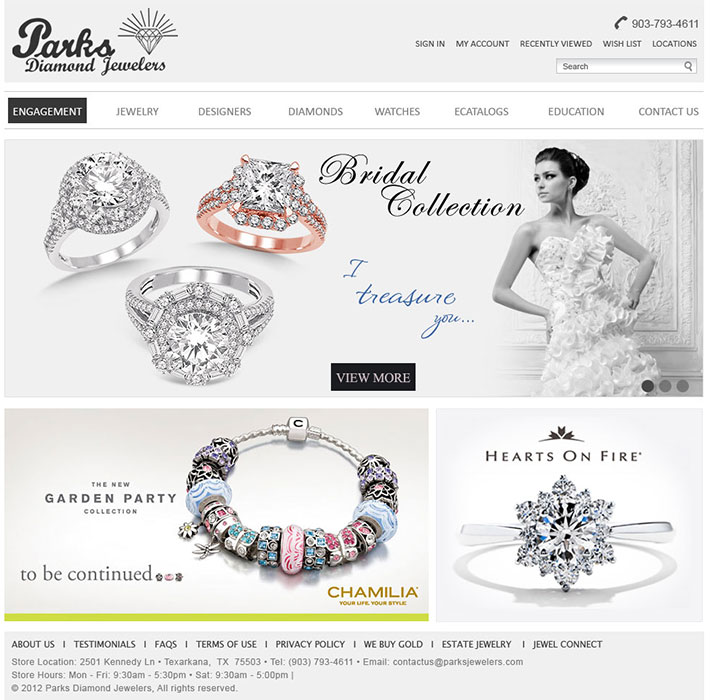 Parks
Diamond Jewelers
903-793-4611
SIGN IN MY ACCOUNT RECENTLY VIEWED WISH LIST LOCATIONS
Search
ENGAGEMENT JEWELRY DESIGNERS DIAMONDS WATCHES ECATALOGS EDUCATION CONTACT US
Bridal
Collection
I
treasure
you...
VIEW MORE
C
THE NEW
GARDEN PARTY
COLLECTION
to be continued
CHAMILIA
YOUR LIFE. YOUR STYLE.
HEARTS ON FIRE®
ABOUT US I TESTIMONIALS I FAQS I TERMS OF USE I PRIVACY POLICY I WE BUY GOLD I ESTATE JEWELRY I JEWEL CONNECT
Store Location: 2501 Kennedy Ln • Texarkana, TX 75503 • Tel: (903) 793-4611 • Email: contactus@parksjewelers.com
Store Hours: Mon - Fri: 9:30am - 5:30pm • Sat: 9:30am - 5:00pm |
© 2012 Parks Diamond Jewelers, All rights reserved.